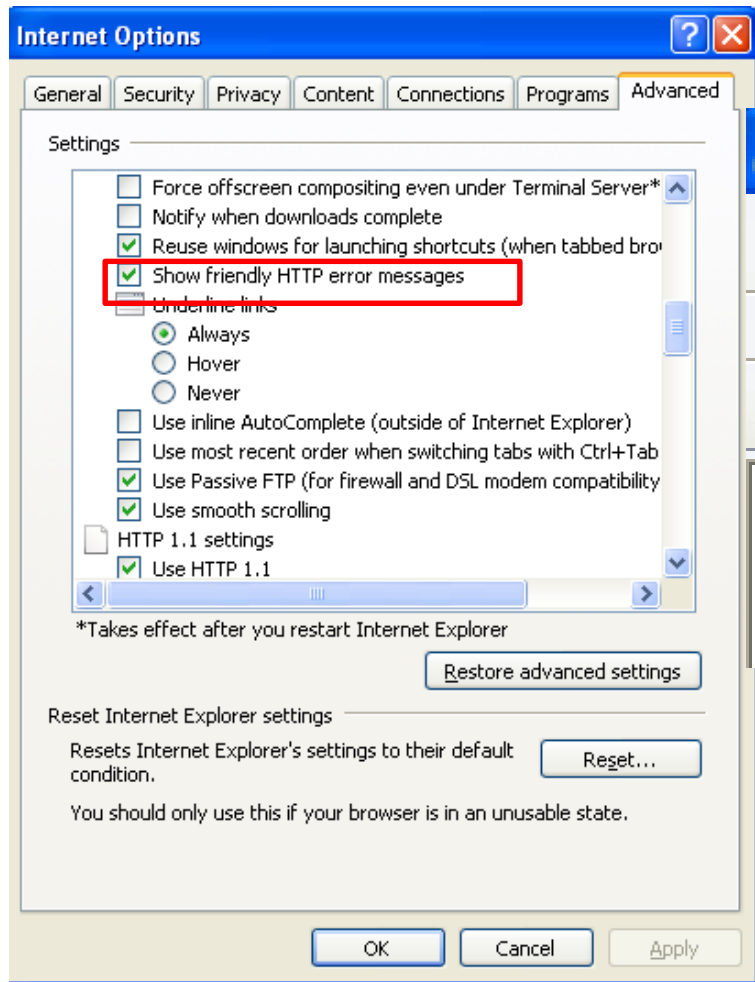 Internet Options
General Security Privacy Content Connections Programs Advanced
Settings
Force offscreen compositing even under Terminal Server*
Notify when downloads complete
Reuse windows for launching shortcuts (when tabbed bro
Show friendly HTTP error messages
Underline links
Always
Hover
Never
Use inline AutoComplete (outside of Internet Explorer)
Use most recent order when switching tabs with Ctrl+Tab
Use Passive FTP (for firewall and DSL modem compatibility
Use smooth scrolling
HTTP 1.1 settings
Use HTTP 1.1
*Takes effect after you restart Internet Explorer
Restore advanced settings
Reset Internet Explorer settings
Resets Internet Explorer's settings to their default
condition.
Reset...
You should only use this if your browser is in an unusable state.
OK Cancel Apply